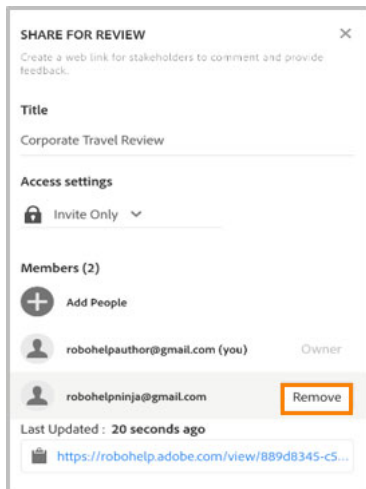 SHARE FOR REVIEW
Create a web link for stakeholders to comment and provide
feedback.
Title
Corporate Travel Review
Access settings
Invite Only
Members (2)
Add People
robohelpauthor@gmail.com (you) Owner
robohelpninja@gmail.com Remove
Last Updated : 20 seconds ago
https://robohelp.adobe.com/view/889d8345-c5...